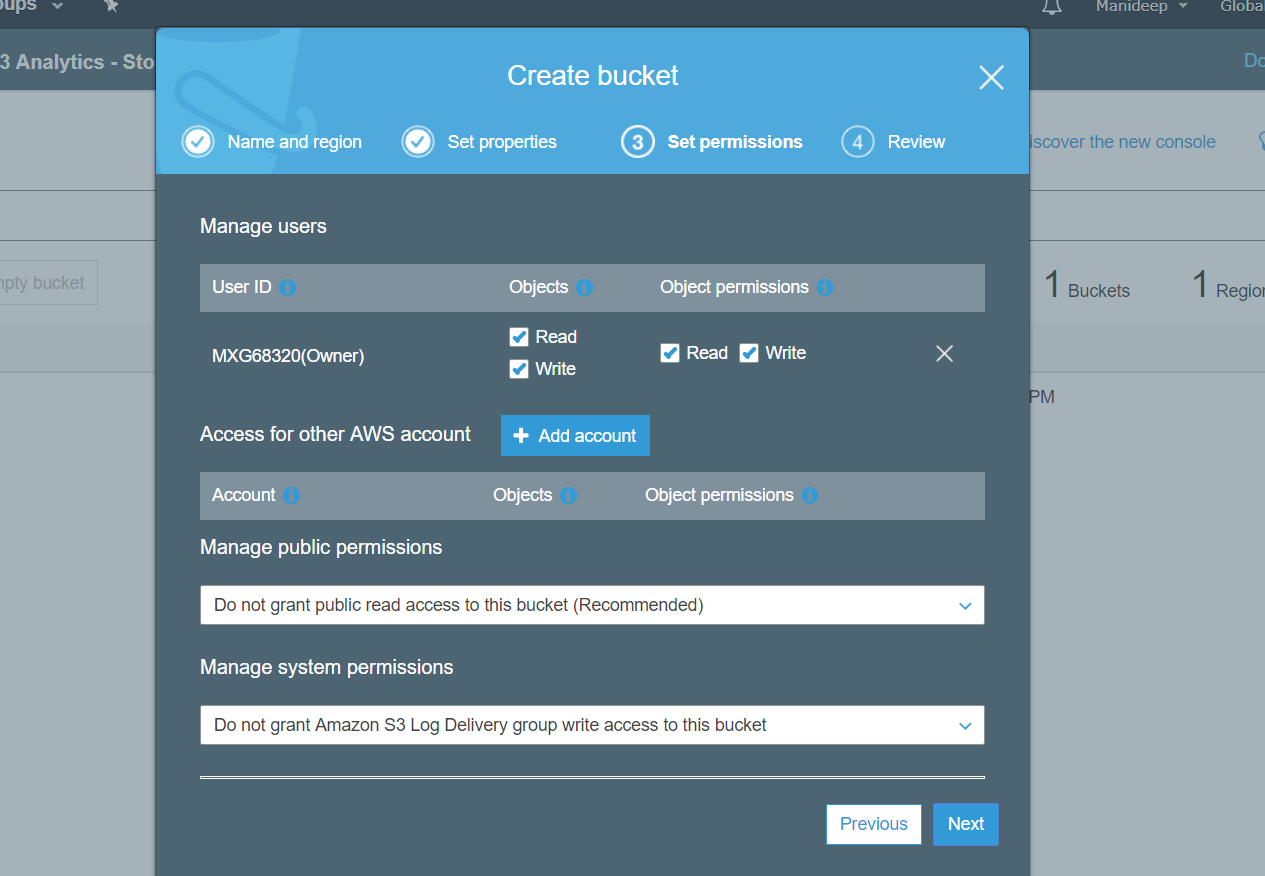 Manideep
3 Analytics - Sto
Create bucket
Name and region
Set properties
3 Set permissions
4 Review
iscover the new console
Manage users
User ID Objects Object permissions
mpty bucket
1 Buckets 1 Region
MXG68320(Owner)
Read
Write
Read Write
PM
Access for other AWS account + Add account
Account Objects Object permissions
Manage public permissions
Do not grant public read access to this bucket (Recommended)
Manage system permissions
Do not grant Amazon S3 Log Delivery group write access to this bucket
Previous Next